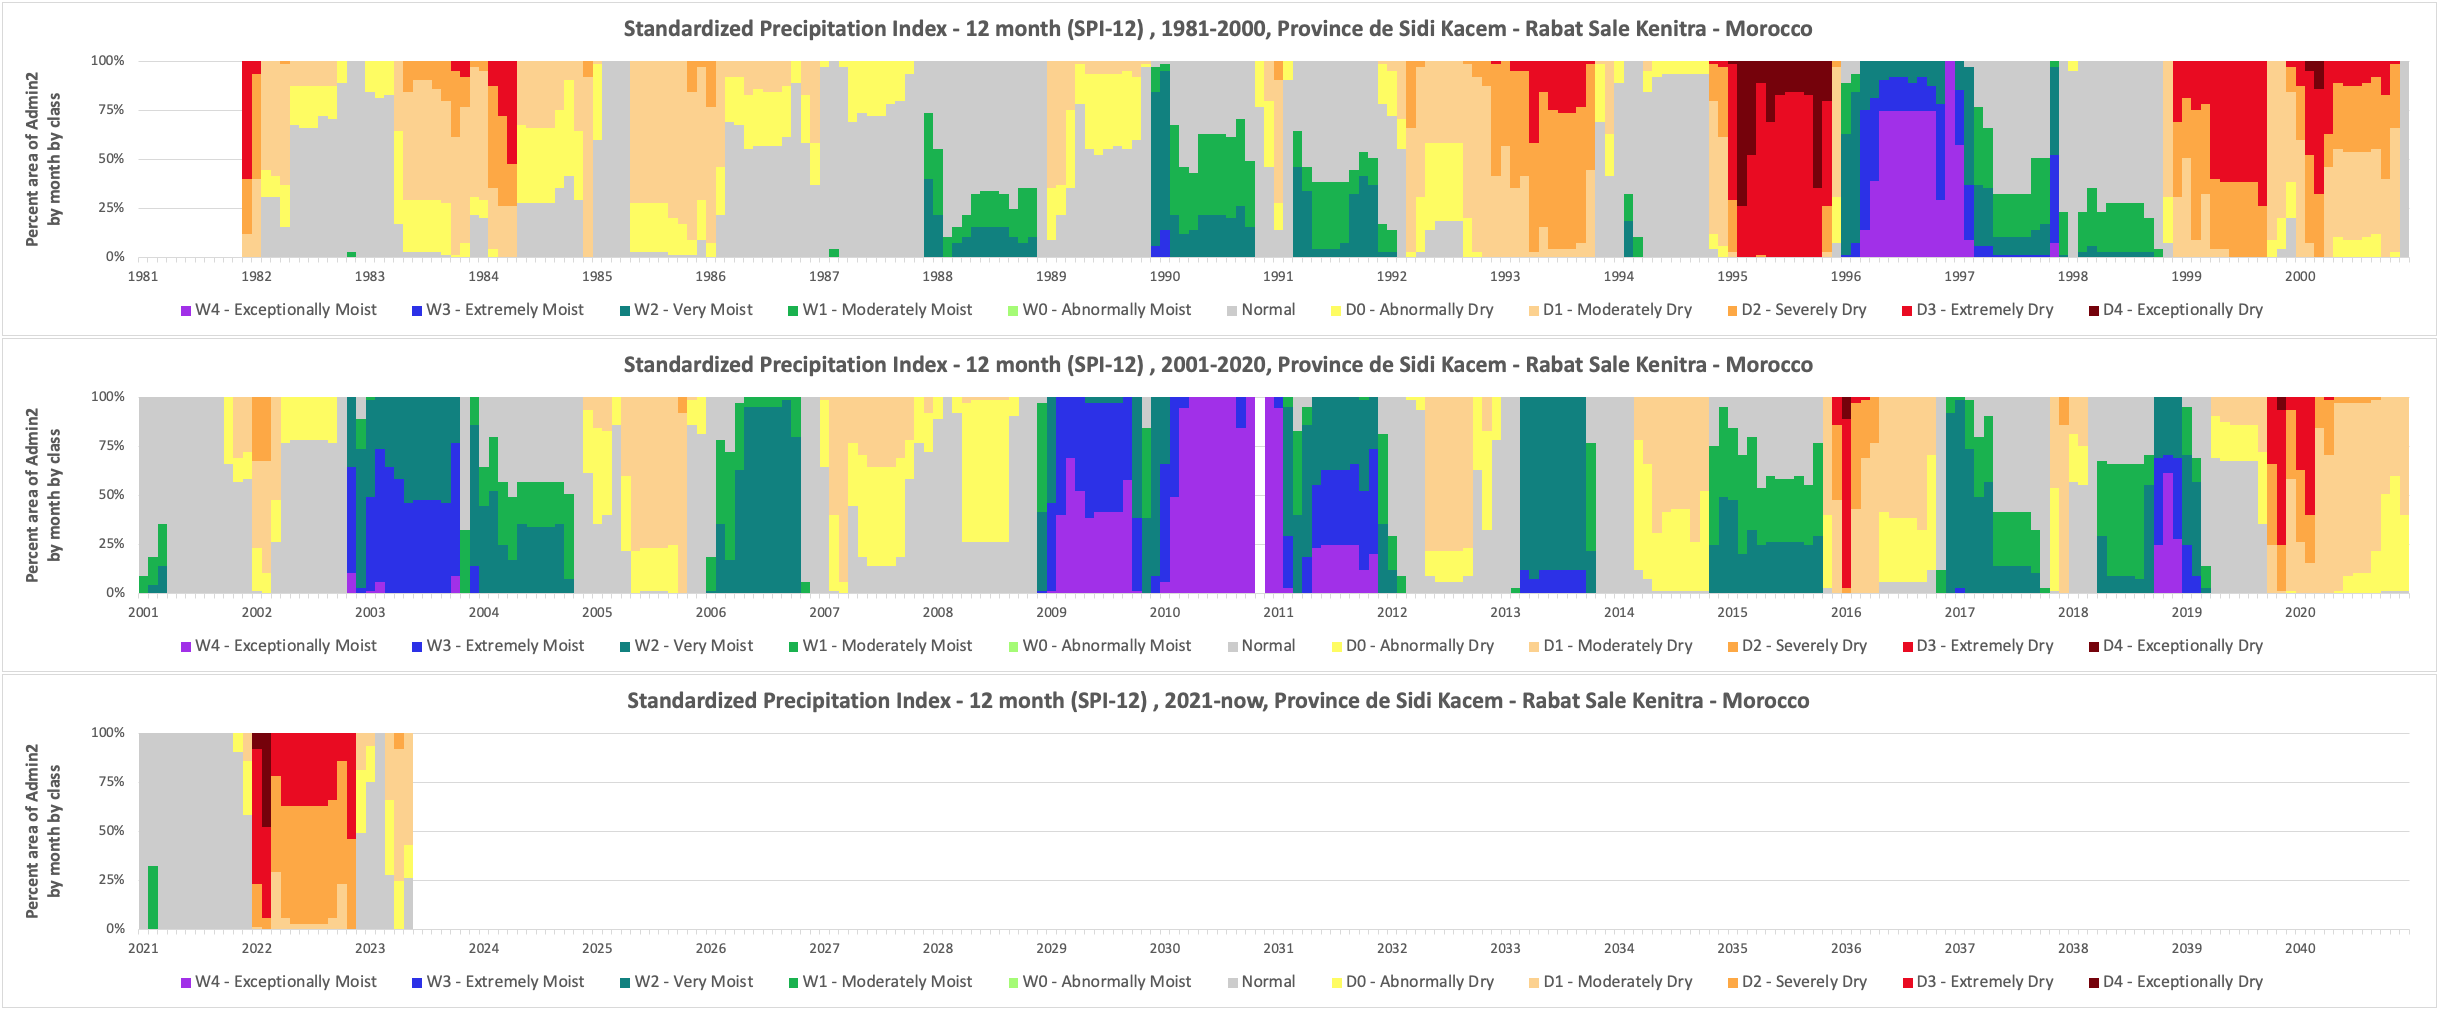 Standardized Precipitation Index - 12 month (SPI-12) , 1981-2000, Province de Sidi Kacem - Rabat Sale Kenitra - Morocco
Percent area of Admin2
by month by class
100%
75%
50%
25%
0%
1981 1982 1983 1984 1985 1986 1987 1988 1989 1990 1991 1992 1993 1994 1995 1996 1997 1998 1999 2000
W4 - Exceptionally Moist W3 - Extremely Moist W2 - Very Moist W1 - Moderately Moist W0 - Abnormally Moist Normal D0 - Abnormally Dry D1 - Moderately Dry D2 - Severely Dry D3 - Extremely Dry D4 - Exceptionally Dry
Standardized Precipitation Index - 12 month (SPI-12) , 2001-2020, Province de Sidi Kacem - Rabat Sale Kenitra - Morocco
Percent area of Admin2
by month by class
100%
75%
50%
25%
0%
2001 2002 2003 2004 2005 2006 2007 2008 2009 2010 2011 2012 2013 2014 2015 2016 2017 2018 2019 2020
W4 - Exceptionally Moist W3 - Extremely Moist W2 - Very Moist W1 - Moderately Moist W0 - Abnormally Moist Normal D0 - Abnormally Dry D1 - Moderately Dry D2 - Severely Dry D3 - Extremely Dry D4 - Exceptionally Dry
Standardized Precipitation Index - 12 month (SPI-12) , 2021-now, Province de Sidi Kacem - Rabat Sale Kenitra - Morocco
Percent area of Admin2
by month by class
100%
75%
50%
25%
0%
2021 2022 2023 2024 2025 2026 2027 2028 2029 2030 2031 2032 2033 2034 2035 2036 2037 2038 2039 2040
W4 - Exceptionally Moist W3 - Extremely Moist W2 - Very Moist W1 - Moderately Moist W0 - Abnormally Moist Normal D0 - Abnormally Dry D1 - Moderately Dry D2 - Severely Dry D3 - Extremely Dry D4 - Exceptionally Dry